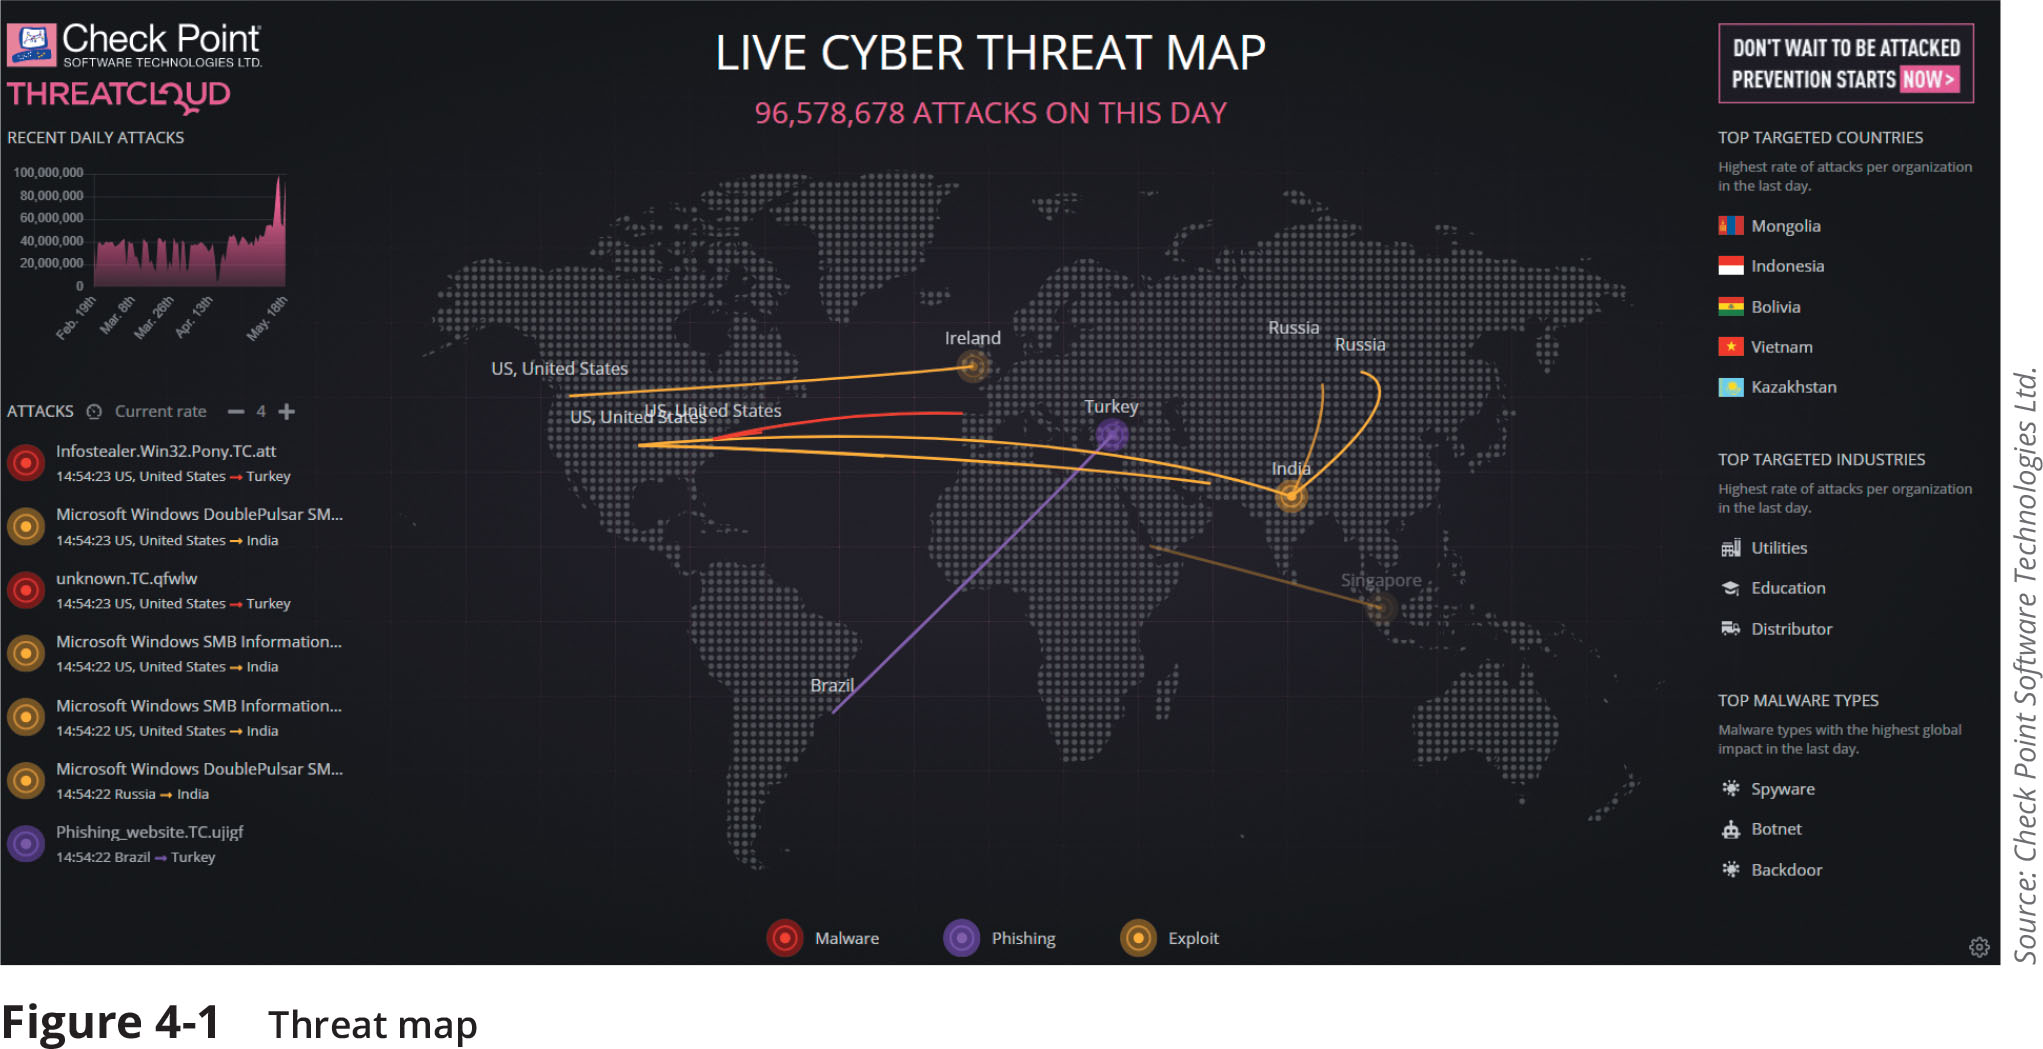 Check Point
SOFTWARE TECHNOLOGIES LTD.
THREATCLOUD
LIVE CYBER THREAT MAP
96,578,678 ATTACKS ON THIS DAY
DON'T WAIT TO BE ATTACKED
PREVENTION STARTS NOW>
RECENT DAILY ATTACKS
100,000,000
80,000,000
60,000,000
40,000,000
20,000,000
0
Feb. 19th
Mar. 8th
Mar. 26th
Apr. 13th
May. 18th
ATTACKS Current rate — 4 +
Infostealer.Win32.Pony.TC.att
14:54:23 US, United States → Turkey
Microsoft Windows DoublePulsar SM...
14:54:23 US, United States → India
unknown.TC.qfwlw
14:54:23 US, United States → Turkey
Microsoft Windows SMB Information...
14:54:22 US, United States → India
Microsoft Windows SMB Information...
14:54:22 US, United States → India
Microsoft Windows DoublePulsar SM...
14:54:22 Russia → India
Phishing_website.TC.ujigf
14:54:22 Brazil → Turkey
Russia
Ireland
Russia
US, United States
Turkey
US, United States
US, United States
India
Singapore
Brazil
Malware
Phishing
Exploit
TOP TARGETED COUNTRIES
Highest rate of attacks per organization
in the last day.
Mongolia
Indonesia
Bolivia
Vietnam
Kazakhstan
TOP TARGETED INDUSTRIES
Highest rate of attacks per organization
in the last day.
Utilities
Education
Distributor
TOP MALWARE TYPES
Malware types with the highest global
impact in the last day.
Spyware
Botnet
Backdoor
Source: Check Point Software Technologies Ltd.
Figure 4-1 Threat map